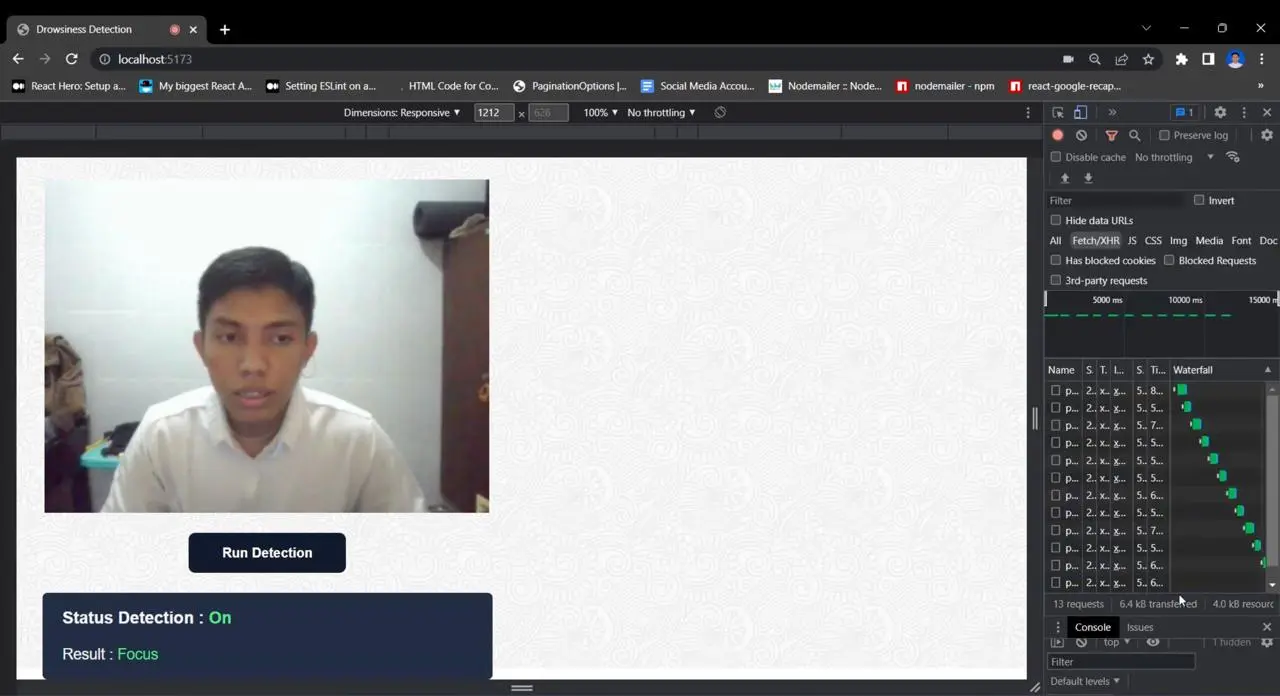 Drowsiness Detection
localhost:5173
React Hero: Setup a...
My biggest React A...
Setting ESLint on a...
HTML Code for Co...
PaginationOptions |...
Social Media Accou...
Nodemailer :: Node...
nodemailer - npm
react-google-recap...
»
Dimensions: Responsive
1212 x 626
100%
No throttling
» 1
Preserve log
Disable cache No throttling
Filter
Invert
Hide data URLs
All Fetch/XHR JS CSS Img Media Font Doc
Has blocked cookies Blocked Requests
3rd-party requests
5000 ms 10000 ms 15000 m
Name S. T. I... S. Ti... Waterfall
p... 2.. x.. x... 5.. 8...
p... 2.. x.. x... 5.. 5...
p... 2.. x.. x... 5.. 7...
p... 2.. x.. x... 5.. 5...
p... 2.. x.. x... 5.. 5...
p... 2.. x.. x... 5.. 5...
p... 2.. x.. x... 5.. 6...
p... 2.. x.. x... 5.. 5...
p... 2.. x.. x... 5.. 7...
p... 2.. x.. x... 5.. 5...
p... 2.. x.. x... 5.. 6...
p... 2.. x.. x... 5.. 6...
13 requests 6.4 kB transferred 4.0 kB resourc
Console Issues
top 1 hidden
Filter
Default levels
Run Detection
Status Detection : On
Result : Focus